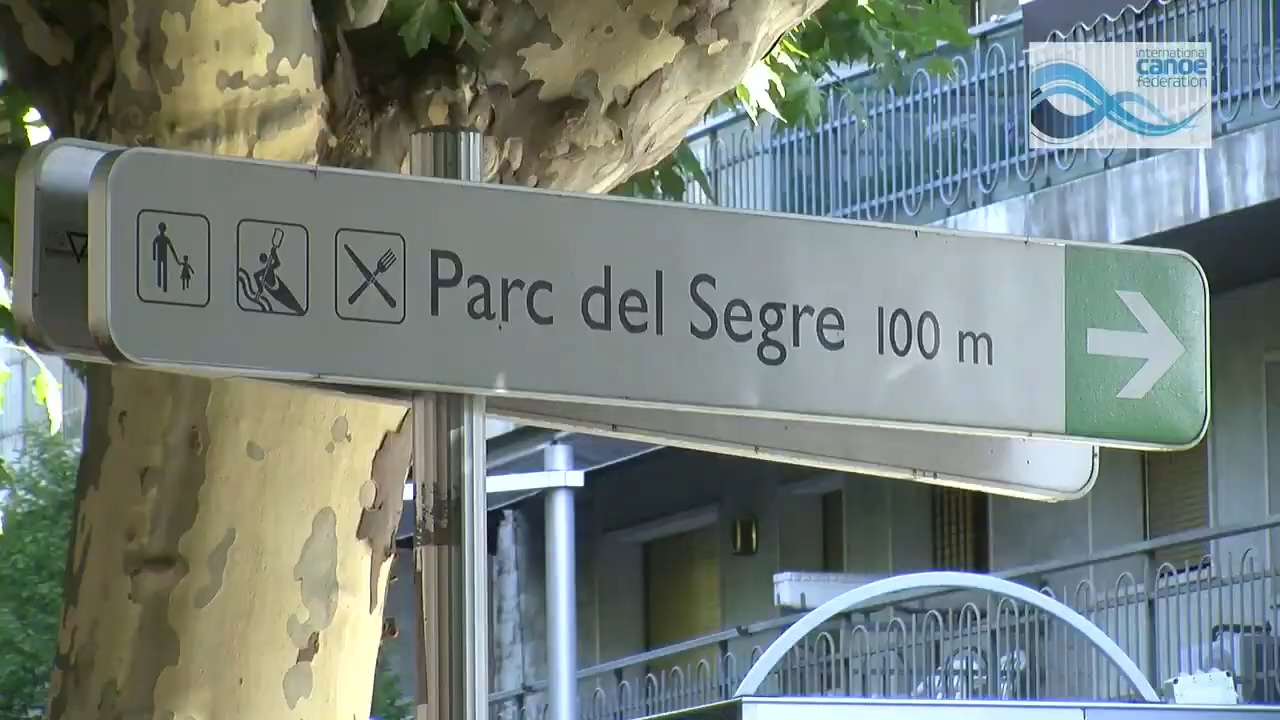 international
canoe
federation
Parc del Segre 100 m